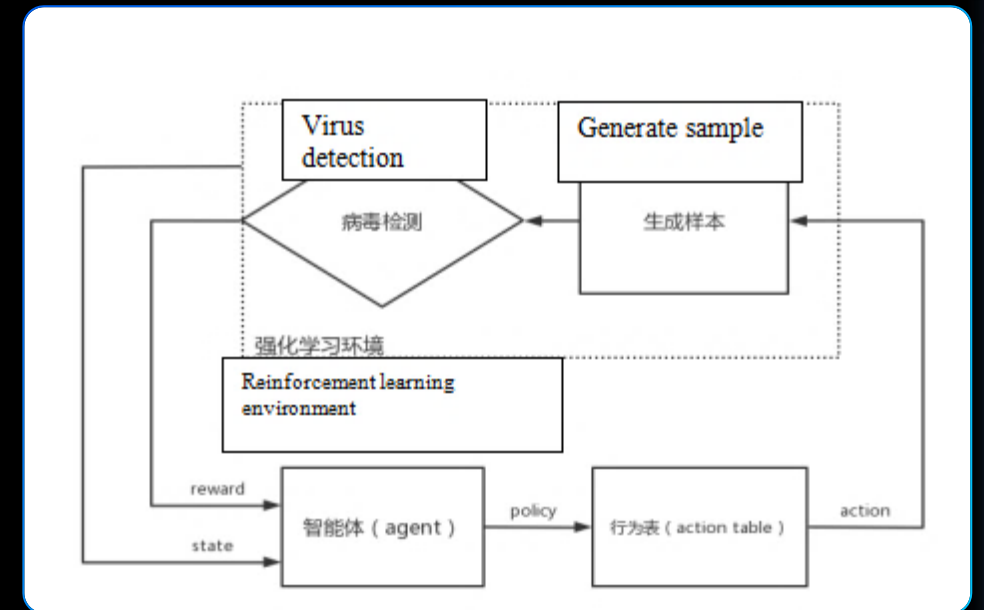 Virus
detection
Generate sample
病毒检测
生成样本
强化学习环境
Reinforcement learning
environment
reward
state
智能体（agent）
policy
行为表（action table）
action